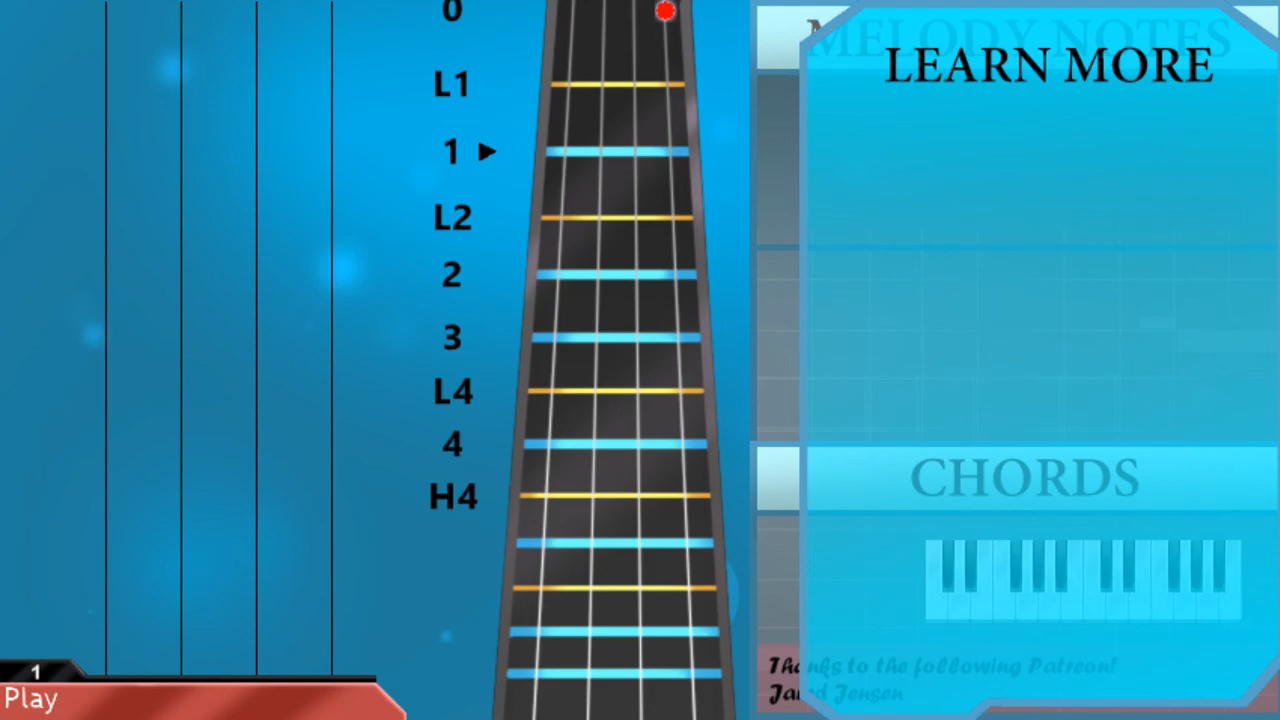 0
L1
1
L2
2
3
L4
4
H4
MELODY NOTES
LEARN MORE
CHORDS
Thanks to the following Patreon!
Jared Jensen
1
Play